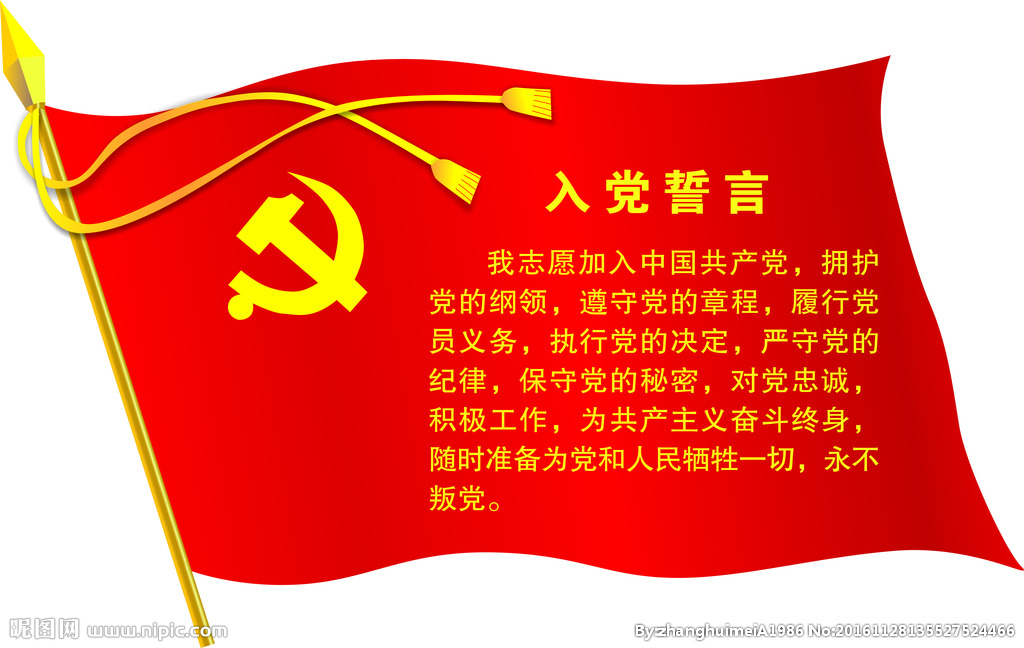 入党誓言
我志愿加入中国共产党，拥护
党的纲领，遵守党的章程，履行党
员义务，执行党的决定，严守党的
纪律，保守党的秘密，对党忠诚，
积极工作，为共产主义奋斗终身，
随时准备为党和人民牺牲一切，永不
叛党。
昵图网 www.nipic.com
By:zhanghuimeiA1986 No:20161128135527524466